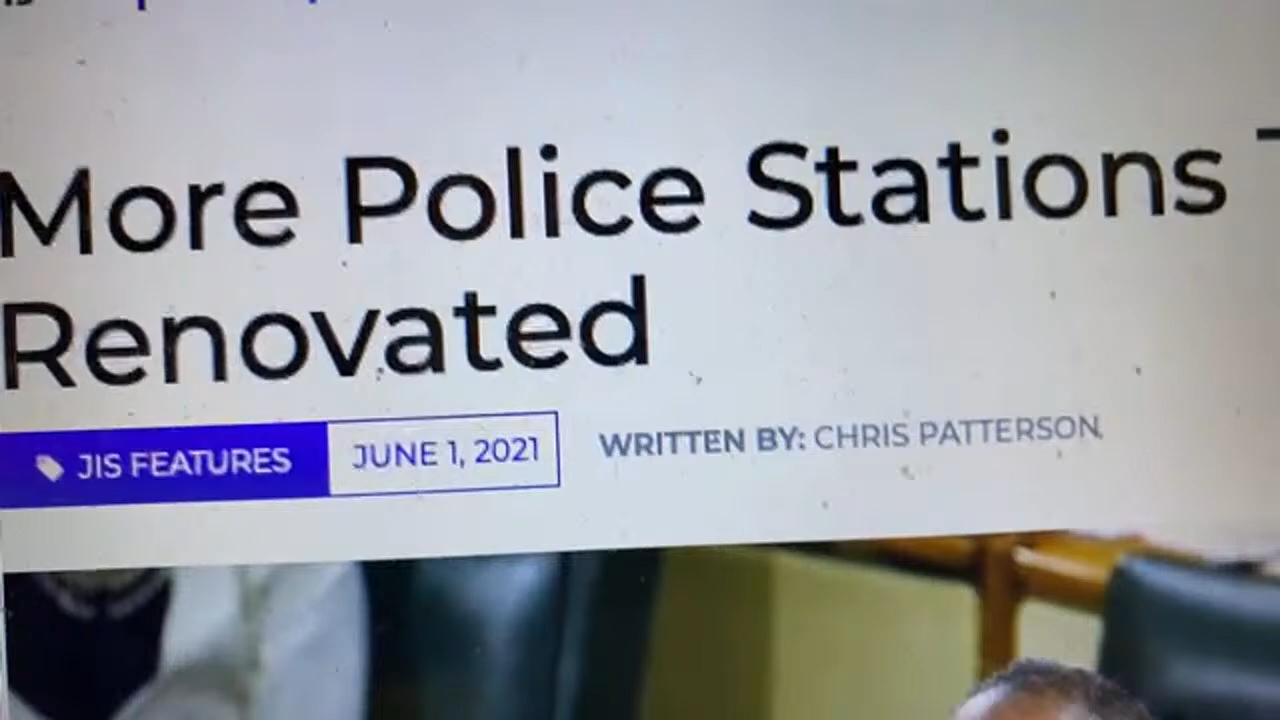 More Police Stations
Renovated
JIS FEATURES
JUNE 1, 2021
WRITTEN BY: CHRIS PATTERSON